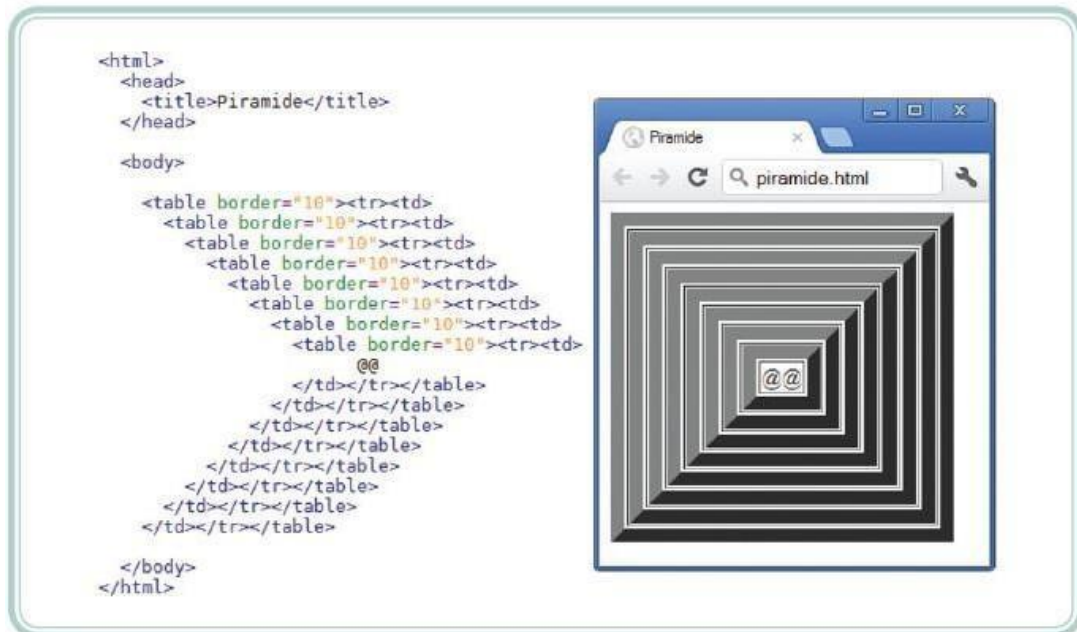 <html>
<head>
<title>Piramide</title>
</head>
<body>
<table border="10"><tr><td>
<table border="10"><tr><td>
<table border="10"><tr><td>
<table border="10"><tr><td>
<table border="10"><tr><td>
<table border="10"><tr><td>
<table border="10"><tr><td>
<table border="10"><tr><td>
@@
</td></tr></table>
</td></tr></table>
</td></tr></table>
</td></tr></table>
</td></tr></table>
</td></tr></table>
</td></tr></table>
</td></tr></table>
</body>
</html>
Piramide
piramide.html
@@